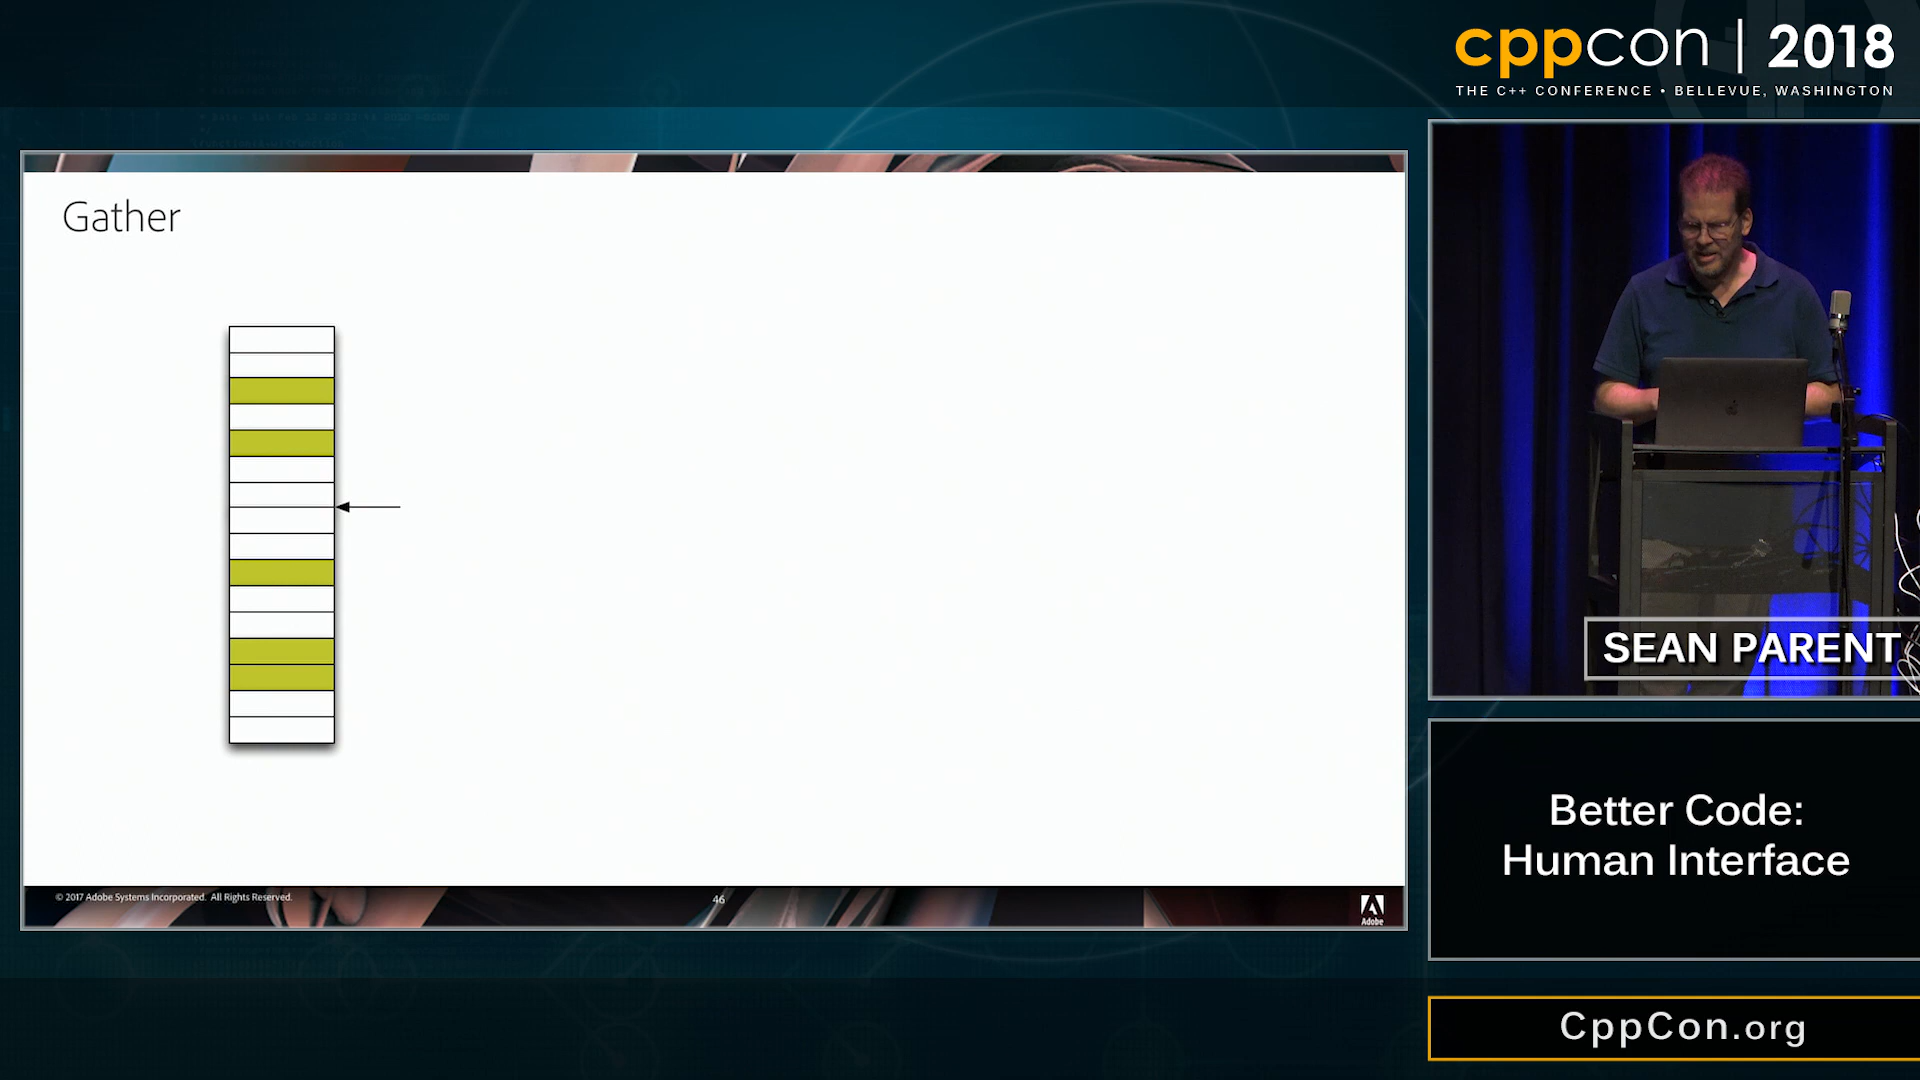 cppcon | 2018
THE C++ CONFERENCE • BELLEVUE, WASHINGTON
Gather
SEAN PARENT
Better Code:
Human Interface
© 2017 Adobe Systems Incorporated. All Rights Reserved.
46
Adobe
CppCon.org